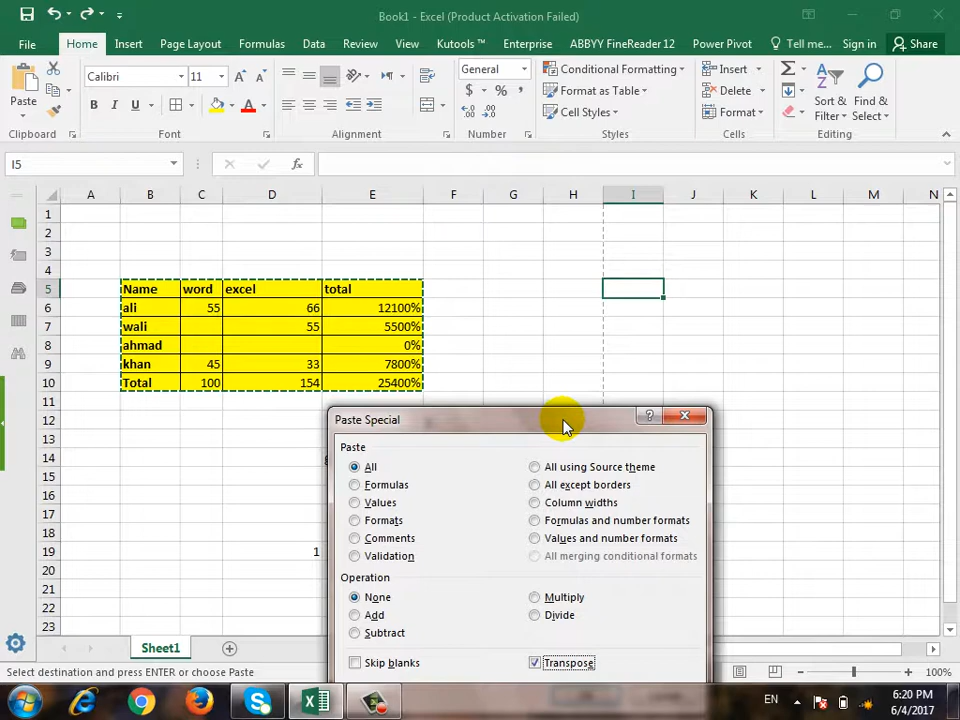 Book1 - Excel (Product Activation Failed)
File Home Insert Page Layout Formulas Data Review View Kutools ™ Enterprise ABBYY FineReader 12 Power Pivot Tell me... Sign in Share
Calibri 11 General Conditional Formatting Insert
Paste B I U A $ % , Format as Table Delete Sort & Find &
Cell Styles Format Filter Select
Clipboard Font Alignment Number Styles Cells Editing
I5 fx
A B C D E F G H I J K L M N
1
2
3
4
5 Name word excel total
6 ali 55 66 12100%
7 wali 55 5500%
8 ahmad 0%
9 khan 45 33 7800%
10 Total 100 154 25400%
11
12 Paste Special ?
13 Paste
14 All All using Source theme
15 Formulas All except borders
16 Values Column widths
17 Formats Formulas and number formats
18 Comments Values and number formats
19 1 Validation All merging conditional formats
20 Operation
21 None Multiply
22 Add Divide
23 Subtract
Sheet1
Skip blanks Transpose
Select destination and press ENTER or choose Paste 100%
EN 6:20 PM
6/4/2017